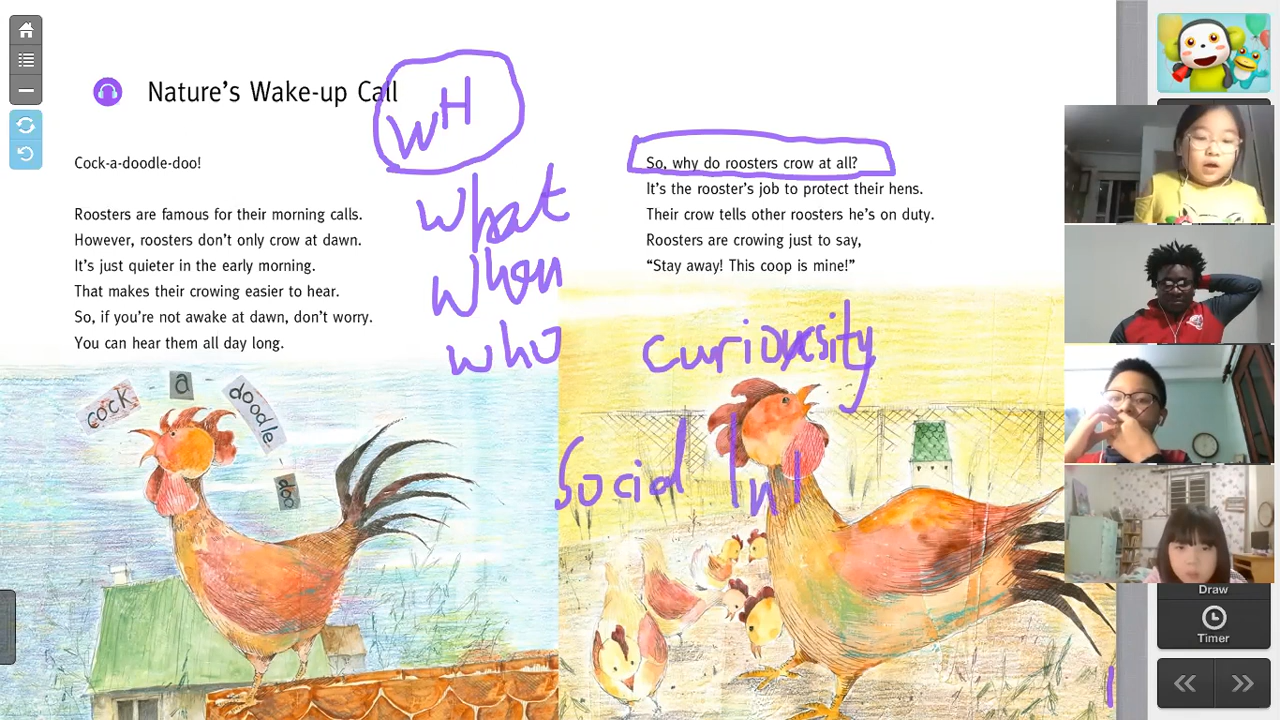 Nature's Wake-up Call
WH
Cock-a-doodle-doo!
Roosters are famous for their morning calls.
However, roosters don't only crow at dawn.
It's just quieter in the early morning.
That makes their crowing easier to hear.
So, if you're not awake at dawn, don't worry.
You can hear them all day long.
What
When
who
cock
a
doodle
doo
So, why do roosters crow at all?
It's the rooster's job to protect their hens.
Their crow tells other roosters he's on duty.
Roosters are crowing just to say,
"Stay away! This coop is mine!"
Social In
Draw
Timer